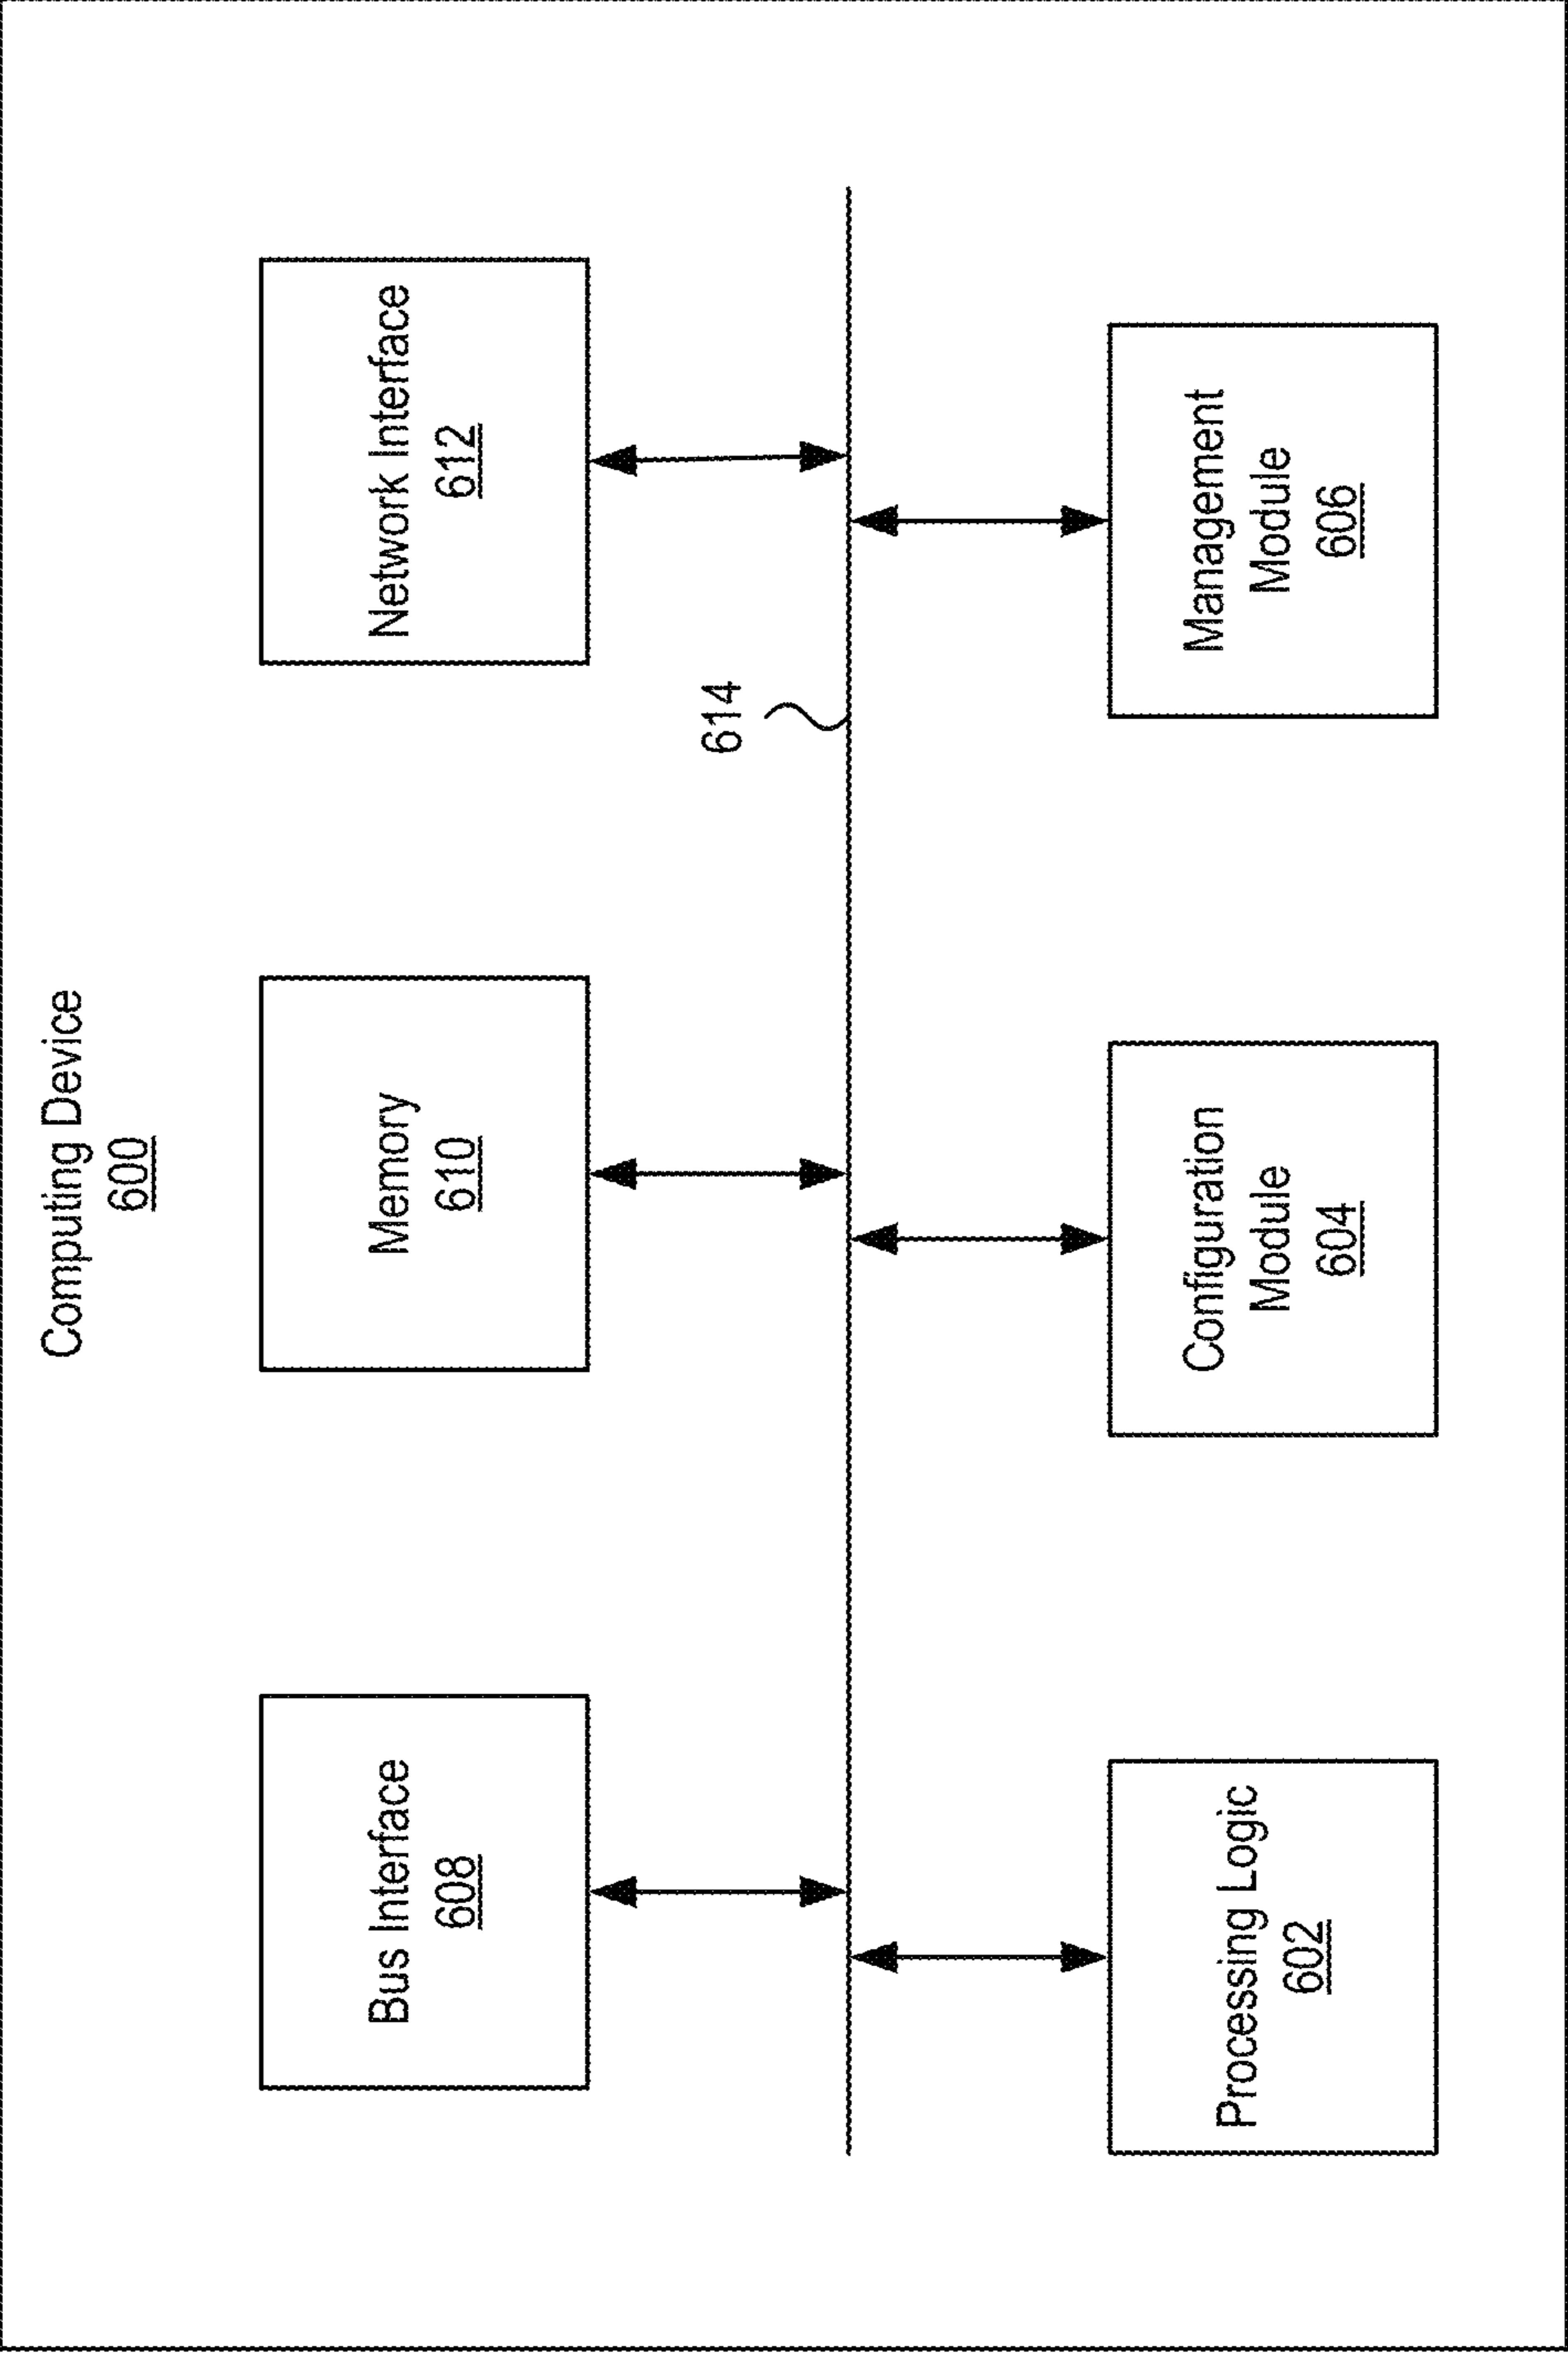 Computing Device
600
Bus Interface
608
Memory
610
Network Interface
612
614
Processing Logic
602
Configuration
Module
604
Management
Module
606